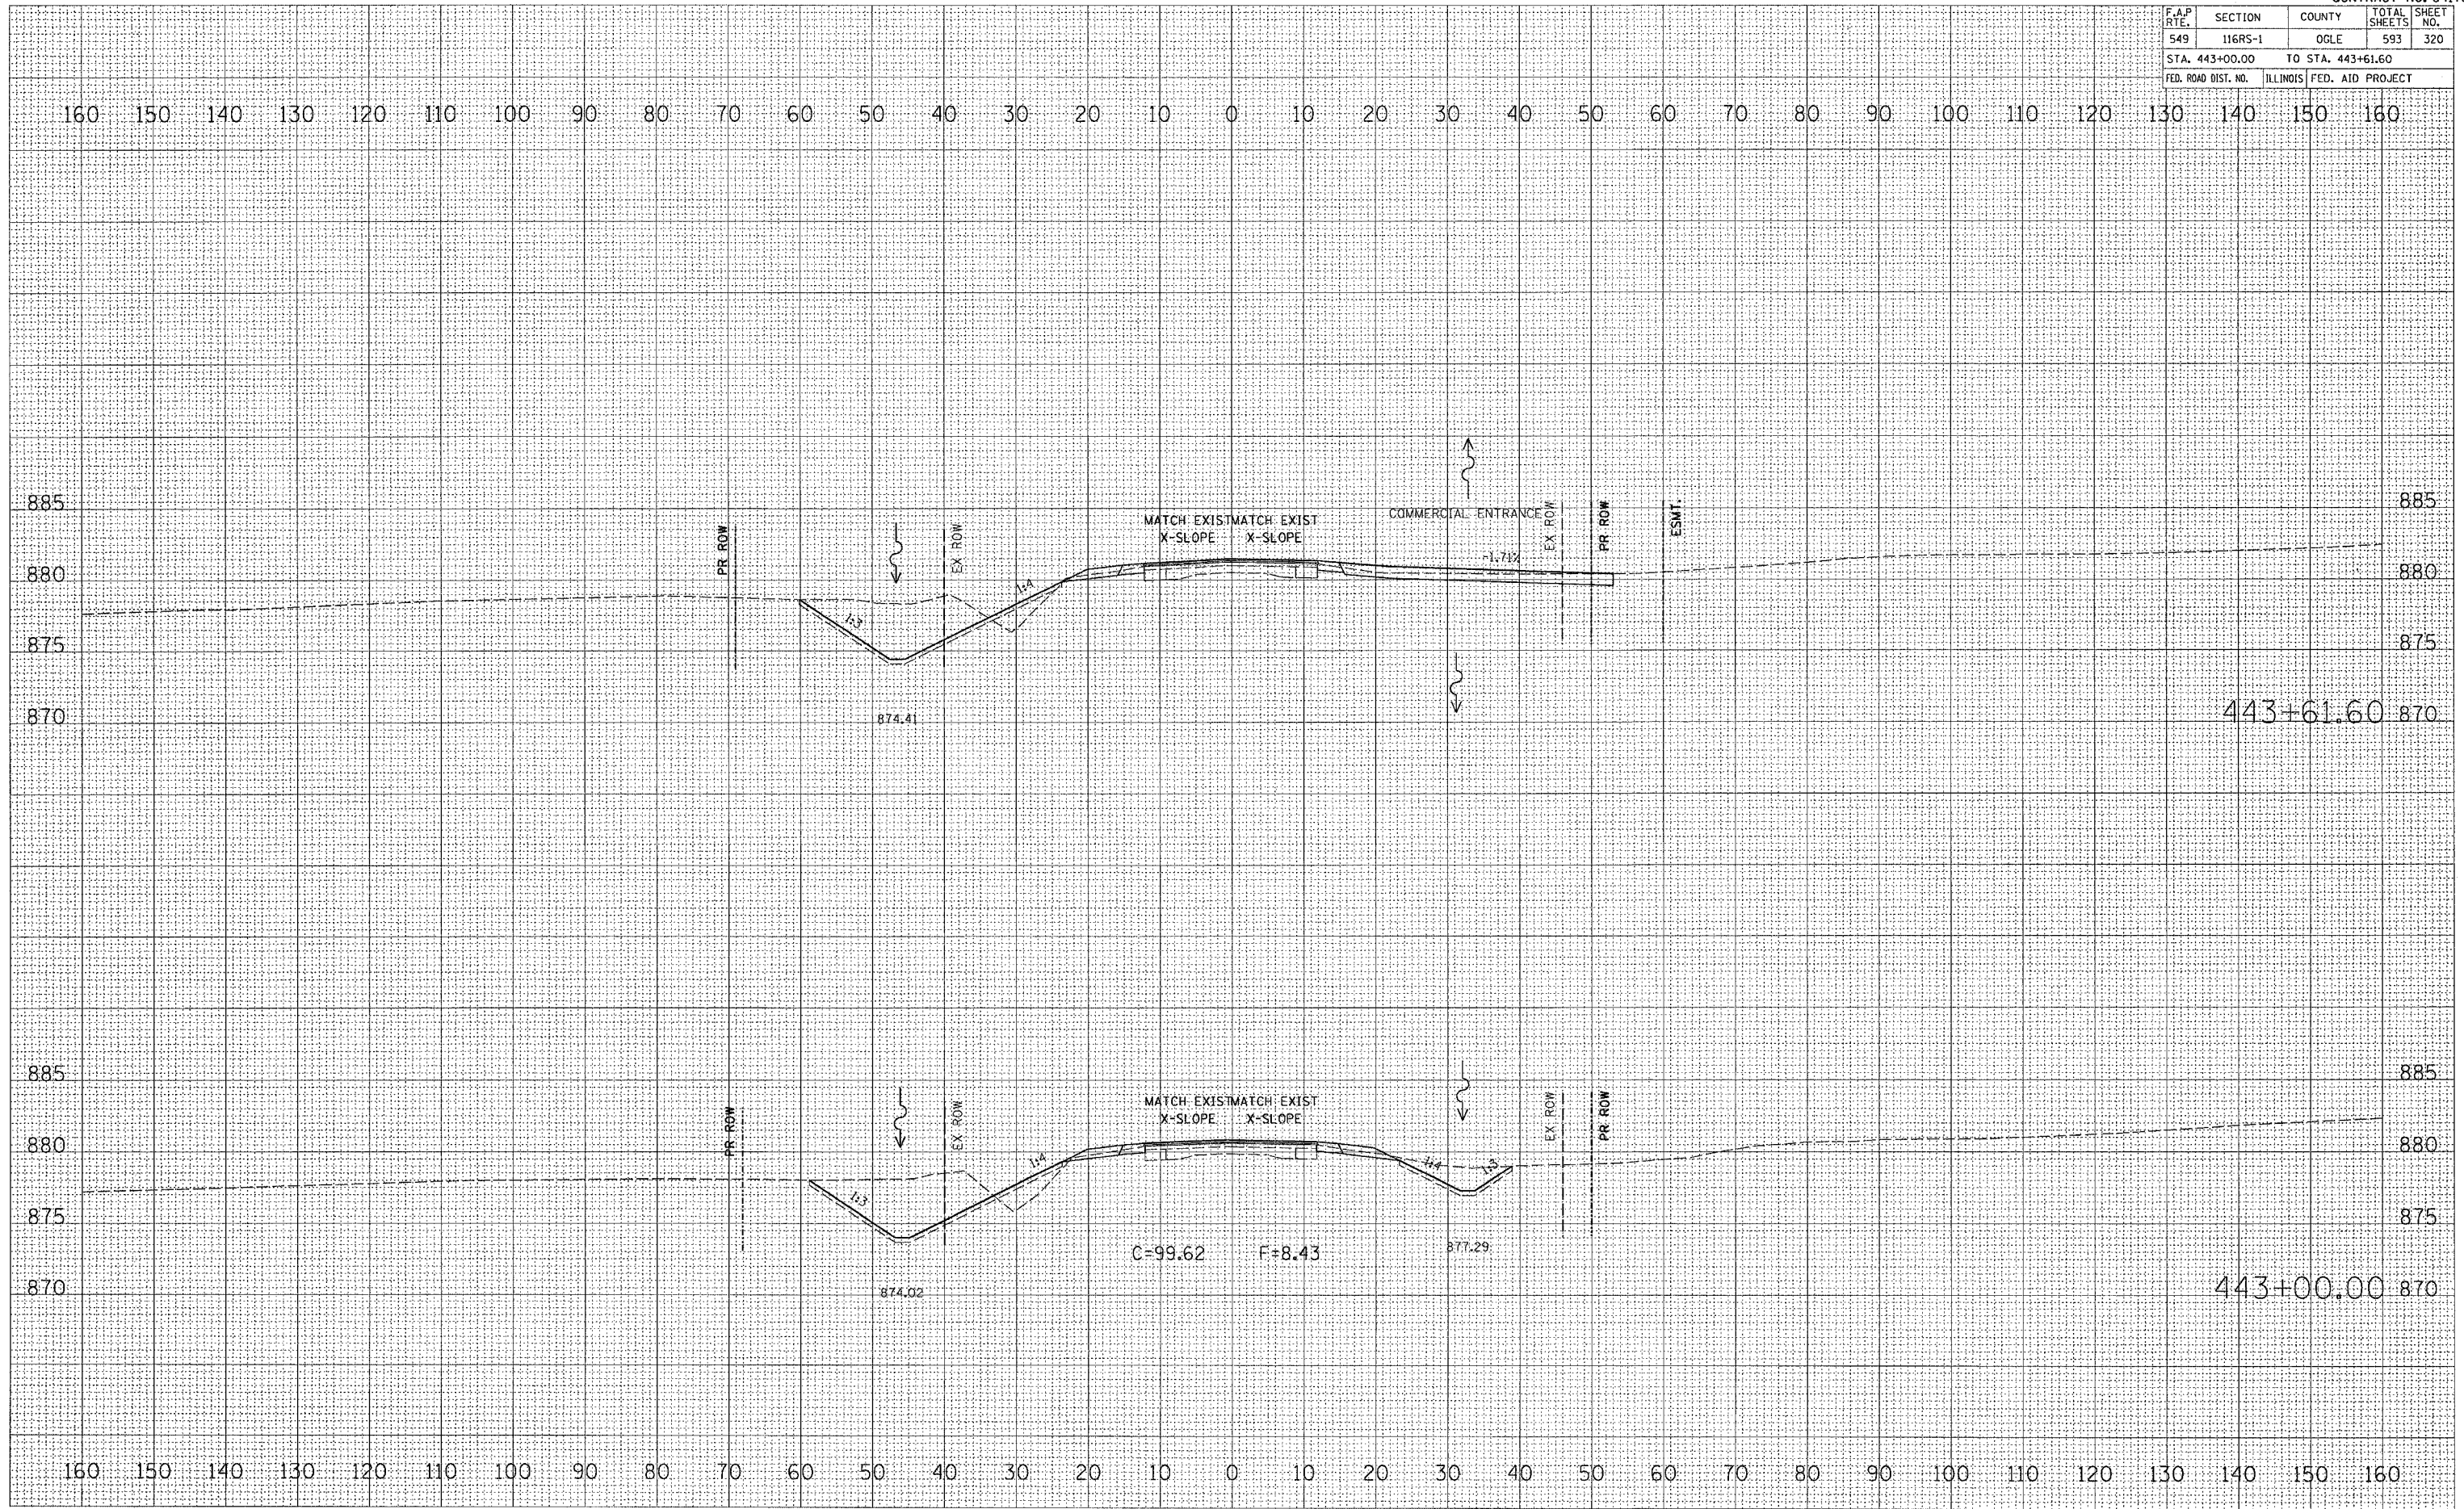 F.A.P RTE. SECTION COUNTY TOTAL SHEETS SHEET NO.
549 116RS-1 OGLE 593 320
STA. 443+00.00 TO STA. 443+61.60
FED. ROAD DIST. NO. ILLINOIS FED. AID PROJECT
160 150 140 130 120 110 100 90 80 70 60 50 40 30 20 10 0 10 20 30 40 50 60 70 80 90 100 110 120 130 140 150 160
885 885
PR ROW EX ROW MATCH EXIST MATCH EXIST COMMERCIAL ENTRANCE EX ROW PR ROW ESMT.
X-SLOPE X-SLOPE
-1.71%
880 880
1:4
1:3
875 875
870 874.41 443+61.60 870
885 885
PR ROW EX ROW MATCH EXIST MATCH EXIST EX ROW PR ROW
X-SLOPE X-SLOPE
880 880
1:4 1:4 1:3
1:3
875 875
C=99.62 F=8.43 877.29
870 874.02 443+00.00 870
160 150 140 130 120 110 100 90 80 70 60 50 40 30 20 10 0 10 20 30 40 50 60 70 80 90 100 110 120 130 140 150 160